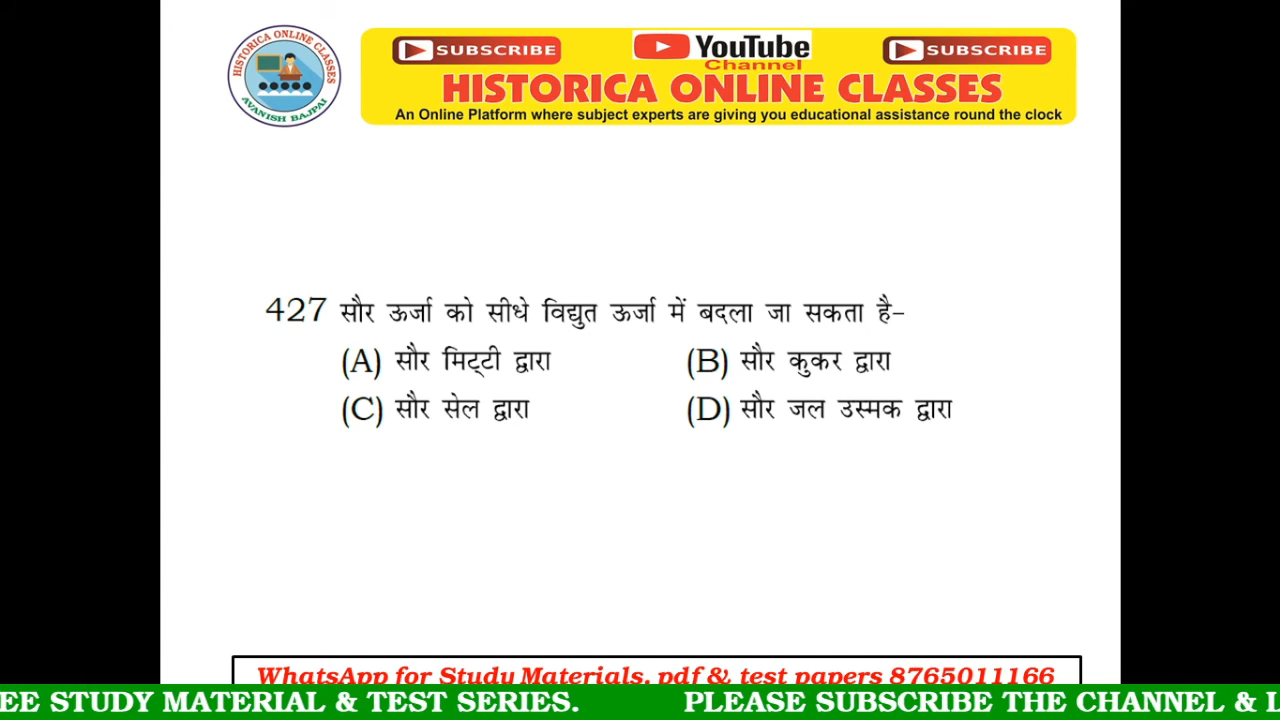 HISTORICA ONLINE CLASSES
AVANISH BAJPAI
SUBSCRIBE
YouTube
SUBSCRIBE
Channel
HISTORICA ONLINE CLASSES
An Online Platform where subject experts are giving you educational assistance round the clock
427 सौर ऊर्जा को सीधे विद्युत ऊर्जा में बदला जा सकता है-
(A) सौर मिट्टी द्वारा (B) सौर कुकर द्वारा
(C) सौर सेल द्वारा (D) सौर जल उस्मक द्वारा
WhatsApp for Study Materials, pdf & test papers 8765011166
EE STUDY MATERIAL & TEST SERIES. PLEASE SUBSCRIBE THE CHANNEL & L